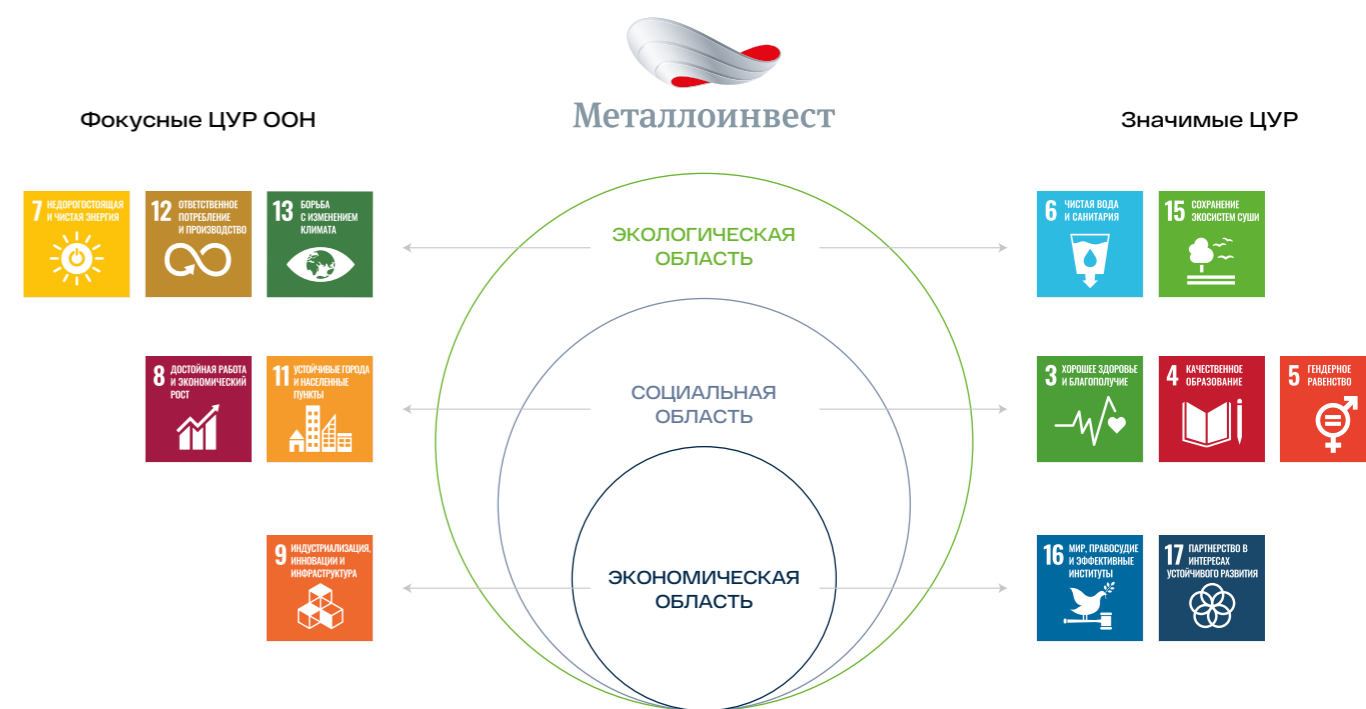 Металлоинвест
Фокусные ЦУР ООН
Значимые ЦУР
7 НЕДОРОГОСТОЯЩАЯ
И ЧИСТАЯ ЭНЕРГИЯ
12 ОТВЕТСТВЕННОЕ
ПОТРЕБЛЕНИЕ
И ПРОИЗВОДСТВО
13 БОРЬБА
С ИЗМЕНЕНИЕМ
КЛИМАТА
ЭКОЛОГИЧЕСКАЯ
ОБЛАСТЬ
6 ЧИСТАЯ ВОДА
И САНИТАРИЯ
15 СОХРАНЕНИЕ
ЭКОСИСТЕМ СУШИ
8 ДОСТОЙНАЯ РАБОТА
И ЭКОНОМИЧЕСКИЙ
РОСТ
11 УСТОЙЧИВЫЕ ГОРОДА
И НАСЕЛЕННЫЕ
ПУНКТЫ
СОЦИАЛЬНАЯ
ОБЛАСТЬ
3 ХОРОШЕЕ ЗДОРОВЬЕ
И БЛАГОПОЛУЧИЕ
4 КАЧЕСТВЕННОЕ
ОБРАЗОВАНИЕ
5 ГЕНДЕРНОЕ
РАВЕНСТВО
9 ИНДУСТРИАЛИЗАЦИЯ,
ИННОВАЦИИ И
ИНФРАСТРУКТУРА
ЭКОНОМИЧЕСКАЯ
ОБЛАСТЬ
16 МИР, ПРАВОСУДИЕ
И ЭФФЕКТИВНЫЕ
ИНСТИТУТЫ
17 ПАРТНЕРСТВО В
ИНТЕРЕСАХ
УСТОЙЧИВОГО РАЗВИТИЯ